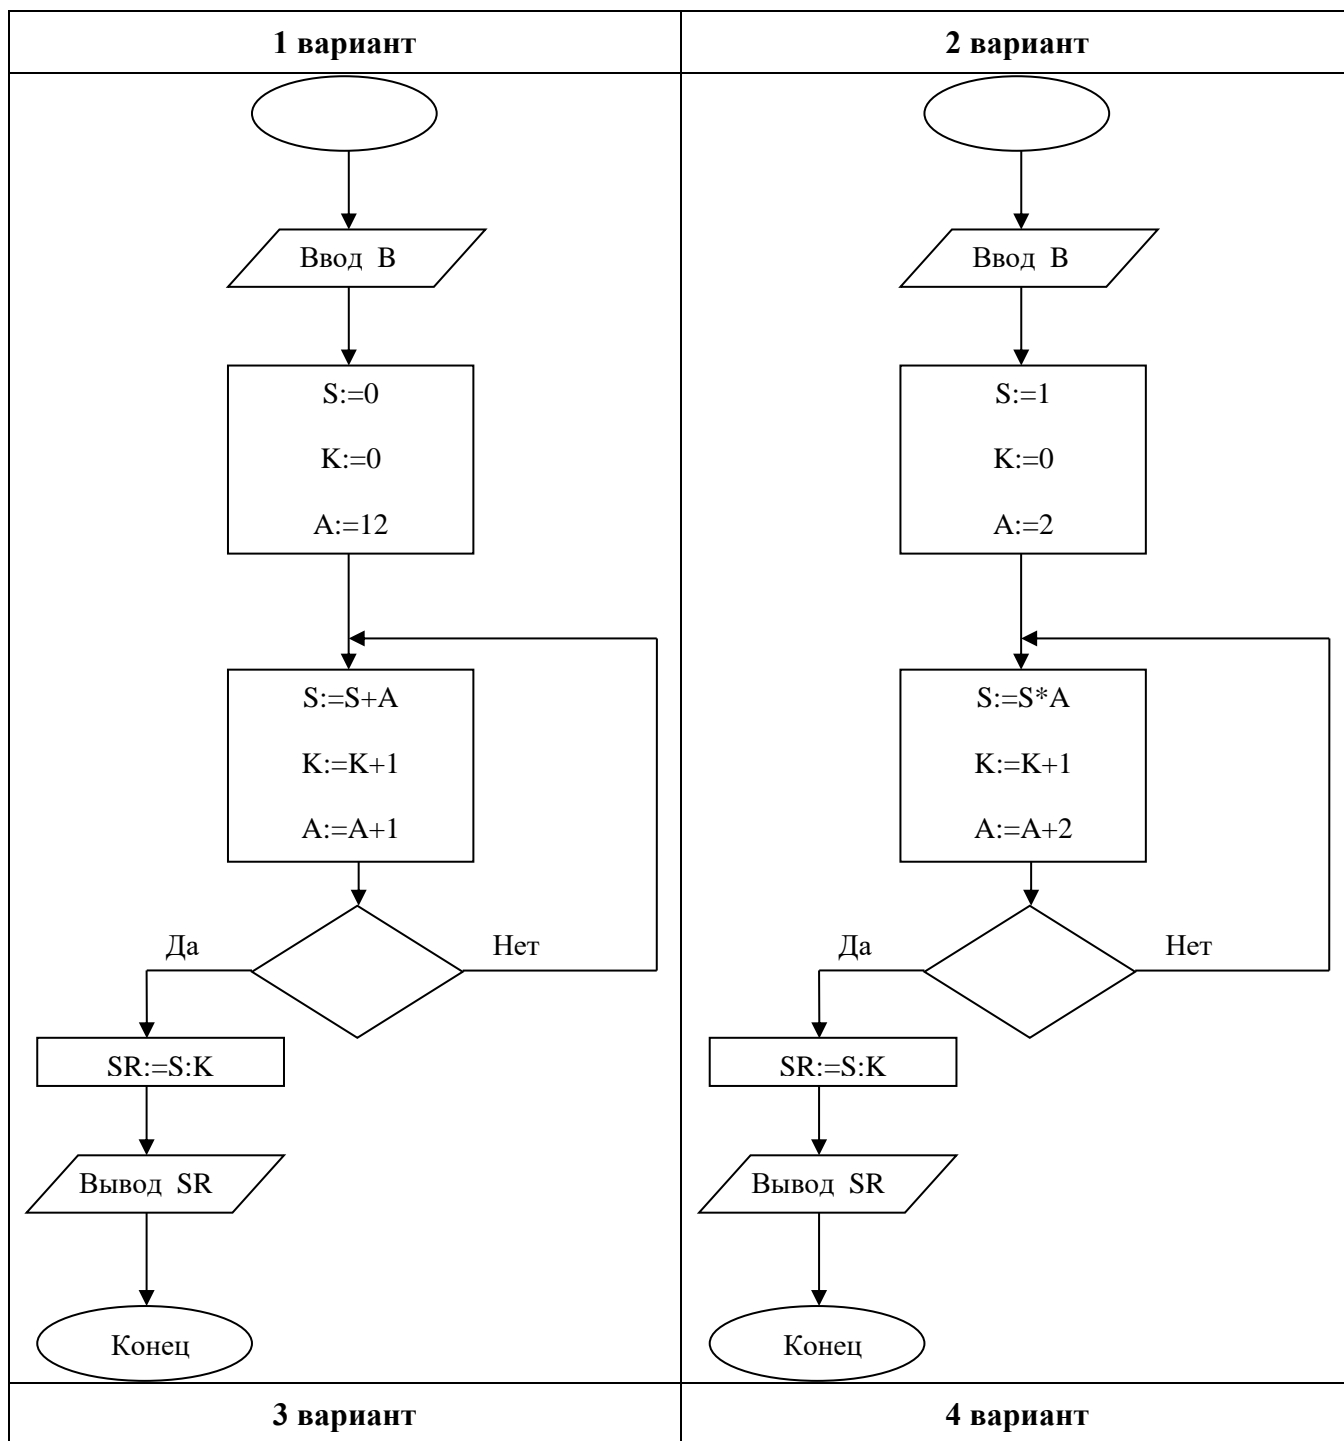 1 вариант
2 вариант
Ввод B
S:=0
K:=0
A:=12
S:=S+A
K:=K+1
A:=A+1
Да
Нет
SR:=S:K
Вывод SR
Конец
Ввод B
S:=1
K:=0
A:=2
S:=S*A
K:=K+1
A:=A+2
Да
Нет
SR:=S:K
Вывод SR
Конец
3 вариант
4 вариант